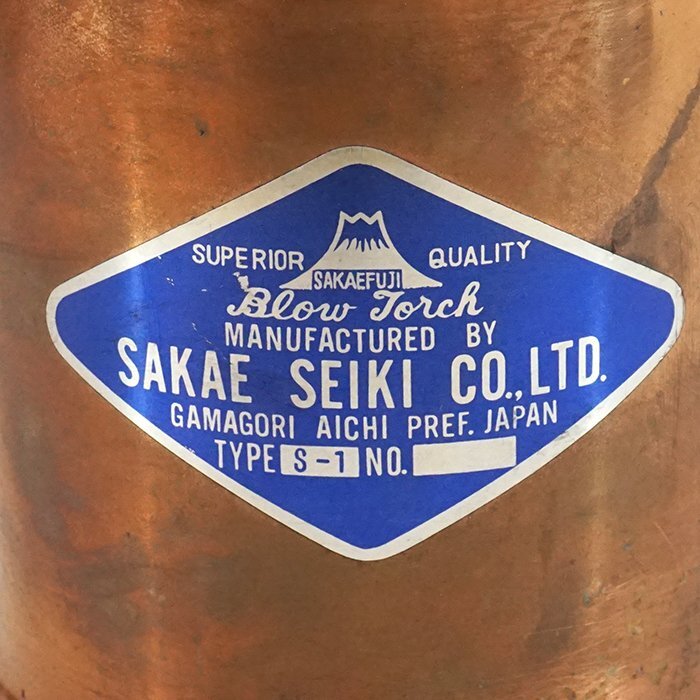 SUPERIOR QUALITY
SAKAEFUJI
Blow Torch
MANUFACTURED BY
SAKAE SEIKI CO., LTD.
GAMAGORI AICHI PREF. JAPAN
TYPE S-1 NO.